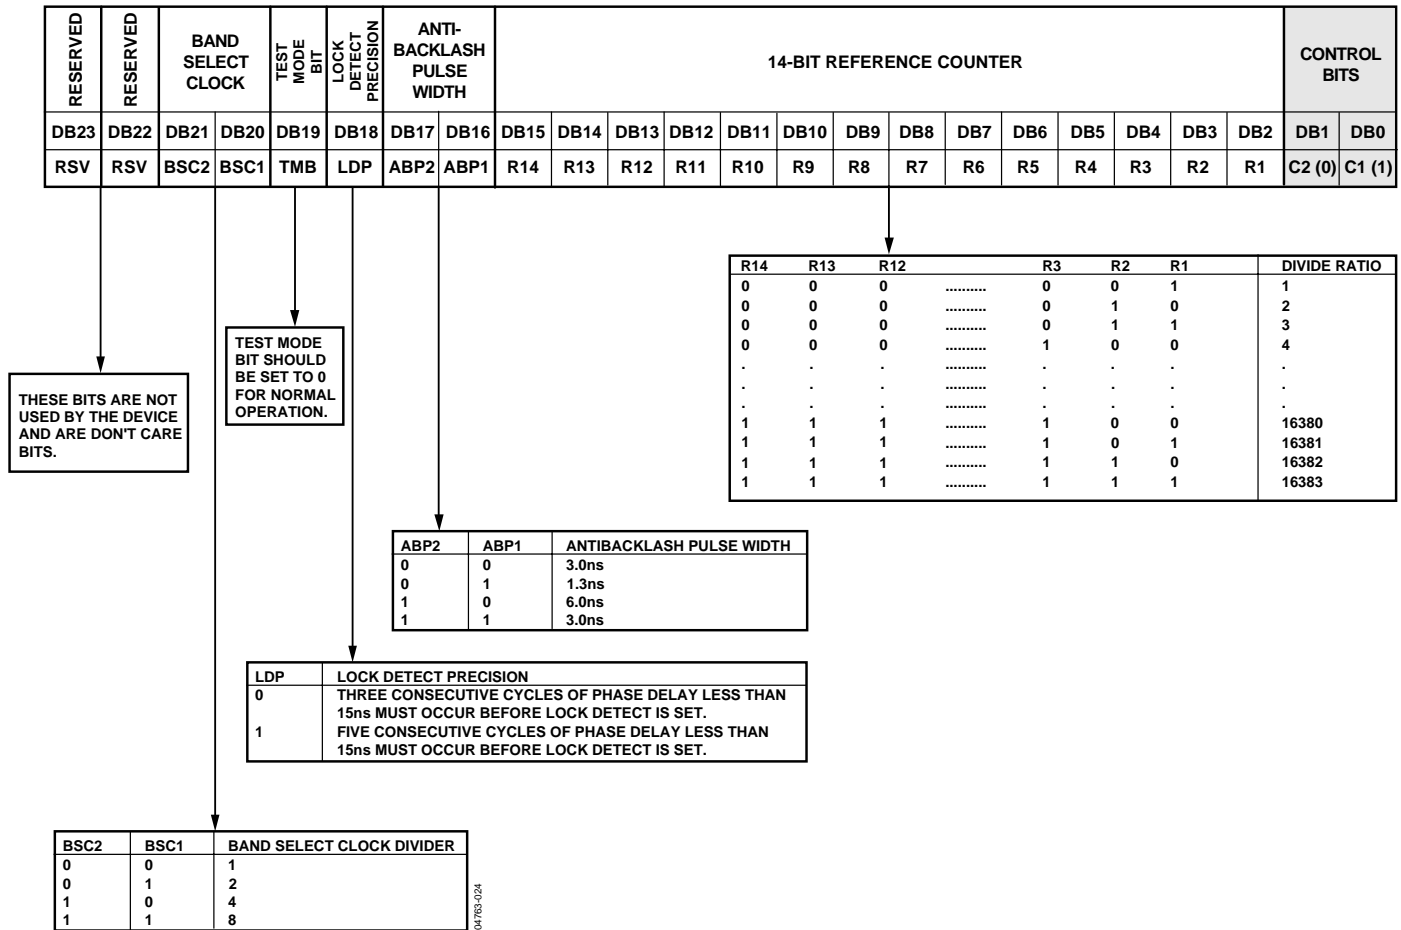 RESERVED
RESERVED
BAND
SELECT
CLOCK
TEST
MODE
BIT
LOCK
DETECT
PRECISION
ANTI-
BACKLASH
PULSE
WIDTH
14-BIT REFERENCE COUNTER
CONTROL
BITS
DB23 DB22 DB21 DB20 DB19 DB18 DB17 DB16 DB15 DB14 DB13 DB12 DB11 DB10 DB9 DB8 DB7 DB6 DB5 DB4 DB3 DB2 DB1 DB0
RSV RSV BSC2 BSC1 TMB LDP ABP2 ABP1 R14 R13 R12 R11 R10 R9 R8 R7 R6 R5 R4 R3 R2 R1 C2 (0) C1 (1)
R14 R13 R12 R3 R2 R1 DIVIDE RATIO
0 0 0 .......... 0 0 1 1
0 0 0 .......... 0 1 0 2
0 0 0 .......... 0 1 1 3
0 0 0 .......... 1 0 0 4
. . . .......... . . . .
. . . .......... . . . .
. . . .......... . . . .
1 1 1 .......... 1 0 0 16380
1 1 1 .......... 1 0 1 16381
1 1 1 .......... 1 1 0 16382
1 1 1 .......... 1 1 1 16383
TEST MODE
BIT SHOULD
BE SET TO 0
FOR NORMAL
OPERATION.
THESE BITS ARE NOT
USED BY THE DEVICE
AND ARE DON'T CARE
BITS.
ABP2 ABP1 ANTIBACKLASH PULSE WIDTH
0 0 3.0ns
0 1 1.3ns
1 0 6.0ns
1 1 3.0ns
LDP LOCK DETECT PRECISION
0 THREE CONSECUTIVE CYCLES OF PHASE DELAY LESS THAN
15ns MUST OCCUR BEFORE LOCK DETECT IS SET.
1 FIVE CONSECUTIVE CYCLES OF PHASE DELAY LESS THAN
15ns MUST OCCUR BEFORE LOCK DETECT IS SET.
BSC2 BSC1 BAND SELECT CLOCK DIVIDER
0 0 1
0 1 2
1 0 4
1 1 8
04763-024